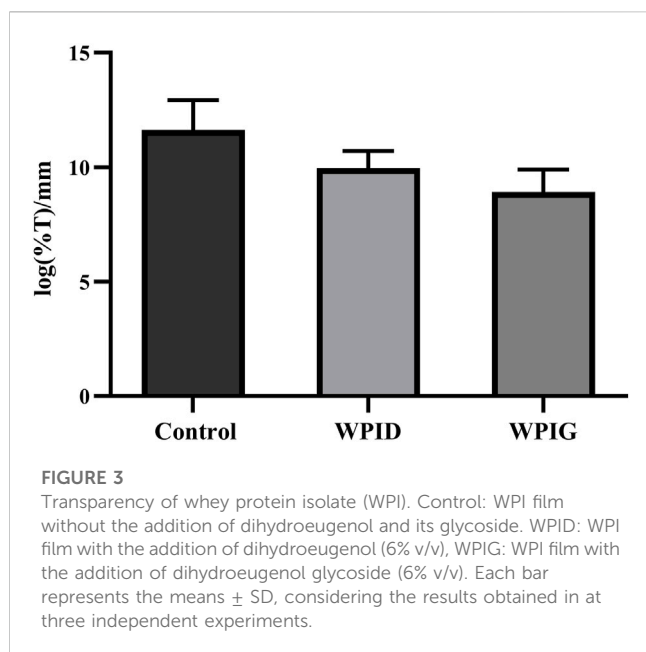 15
10
5
0
log(%T)/mm
Control
WPID
WPIG
FIGURE 3
Transparency of whey protein isolate (WPI). Control: WPI film
without the addition of dihydroeugenol and its glycoside. WPID: WPI
film with the addition of dihydroeugenol (6% v/v), WPIG: WPI film with
the addition of dihydroeugenol glycoside (6% v/v). Each bar
represents the means ± SD, considering the results obtained in at
three independent experiments.